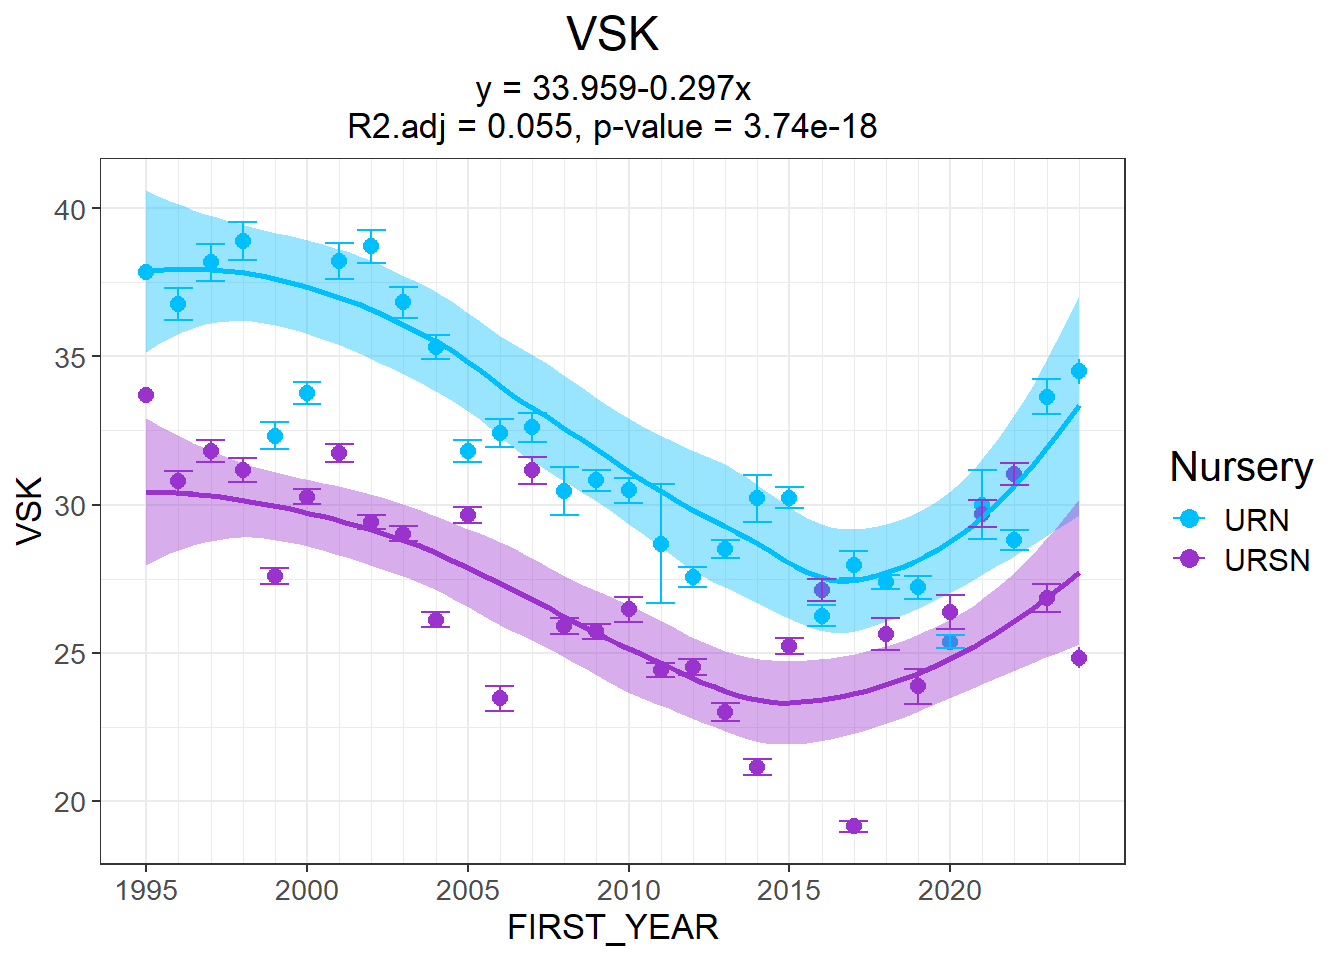 VSK
y = 33.959-0.297x
R2.adj = 0.055, p-value = 3.74e-18
40
35
30
25
20
VSK
1995 2000 2005 2010 2015 2020
FIRST_YEAR
Nursery
URN
URSN